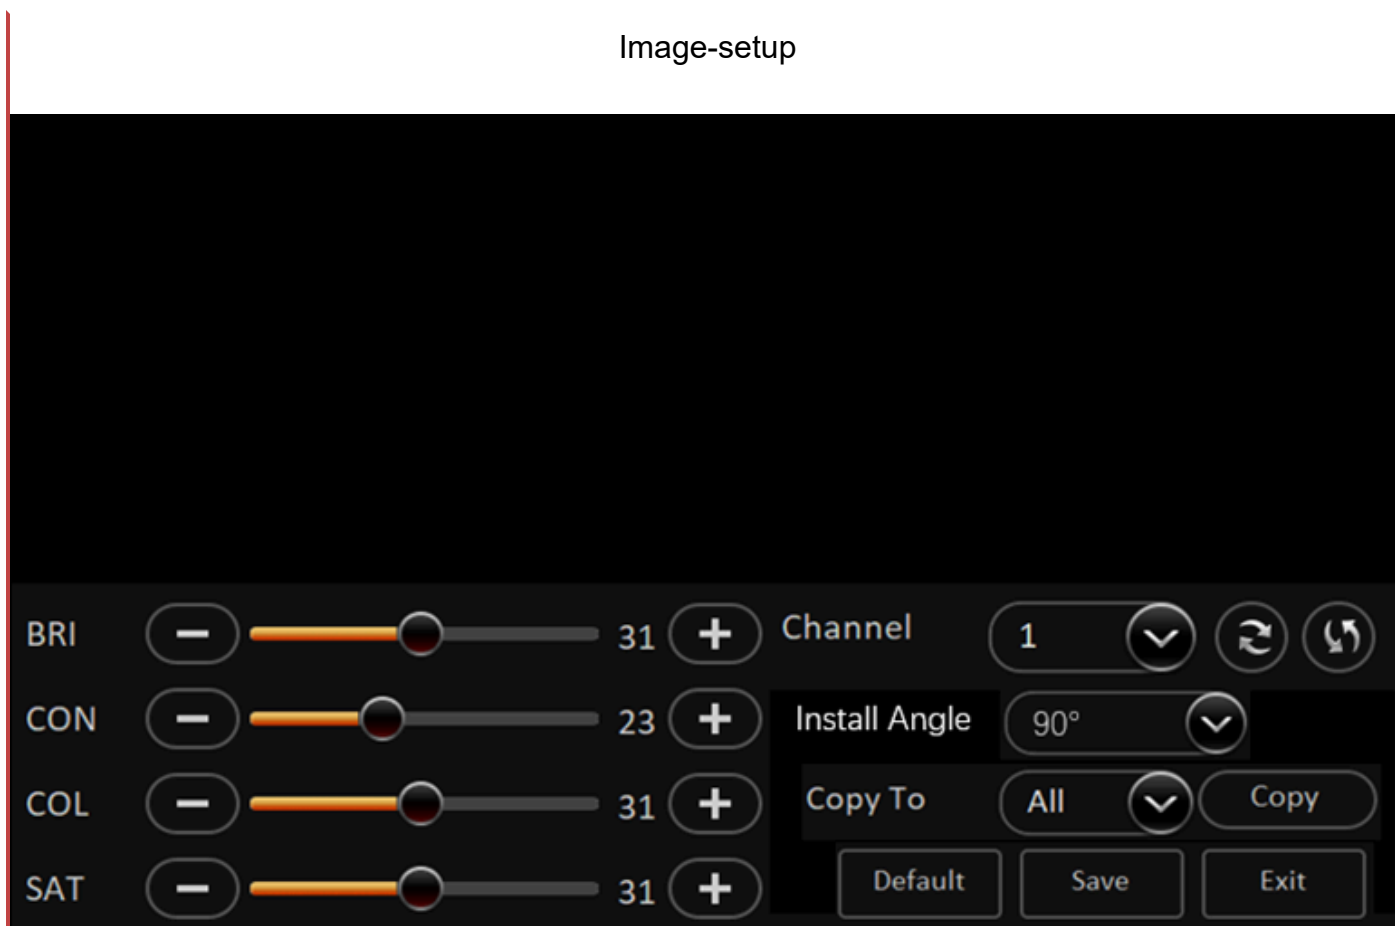 Image-setup
BRI 31 Channel 1
CON 23 Install Angle 90°
COL 31 Copy To All Copy
SAT 31 Default Save Exit